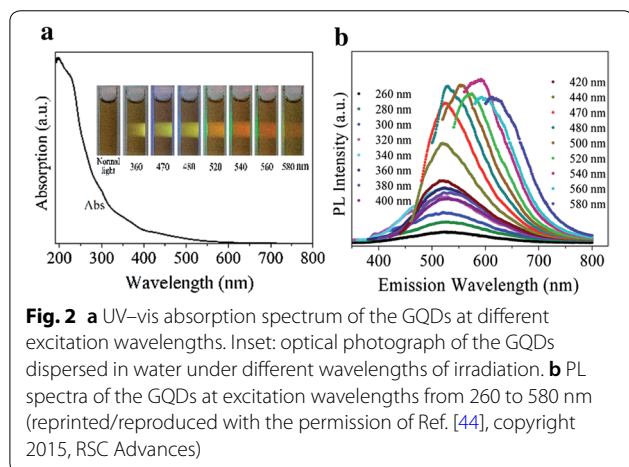 a
Absorption (a.u.)
Abs
Normal light
360
470
480
520
540
560
580 nm
200 300 400 500 600 700 800
Wavelength (nm)
b
PL Intensity (a.u.)
260 nm
280 nm
300 nm
320 nm
340 nm
360 nm
380 nm
400 nm
420 nm
440 nm
470 nm
480 nm
500 nm
520 nm
540 nm
560 nm
580 nm
400 500 600 700 800
Emission Wavelength (nm)
Fig. 2 a UV–vis absorption spectrum of the GQDs at different
excitation wavelengths. Inset: optical photograph of the GQDs
dispersed in water under different wavelengths of irradiation. b PL
spectra of the GQDs at excitation wavelengths from 260 to 580 nm
(reprinted/reproduced with the permission of Ref. [44], copyright
2015, RSC Advances)